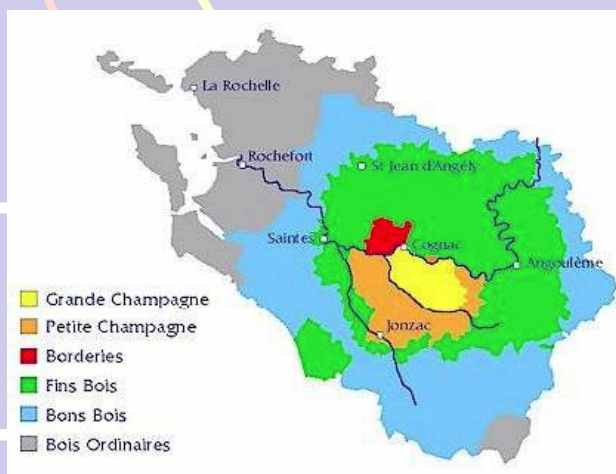 La Rochelle
Rochefort
St Jean d'Angély
Saintes
Cognac
Angoulême
Jonzac
Grande Champagne
Petite Champagne
Borderies
Fins Bois
Bons Bois
Bois Ordinaires